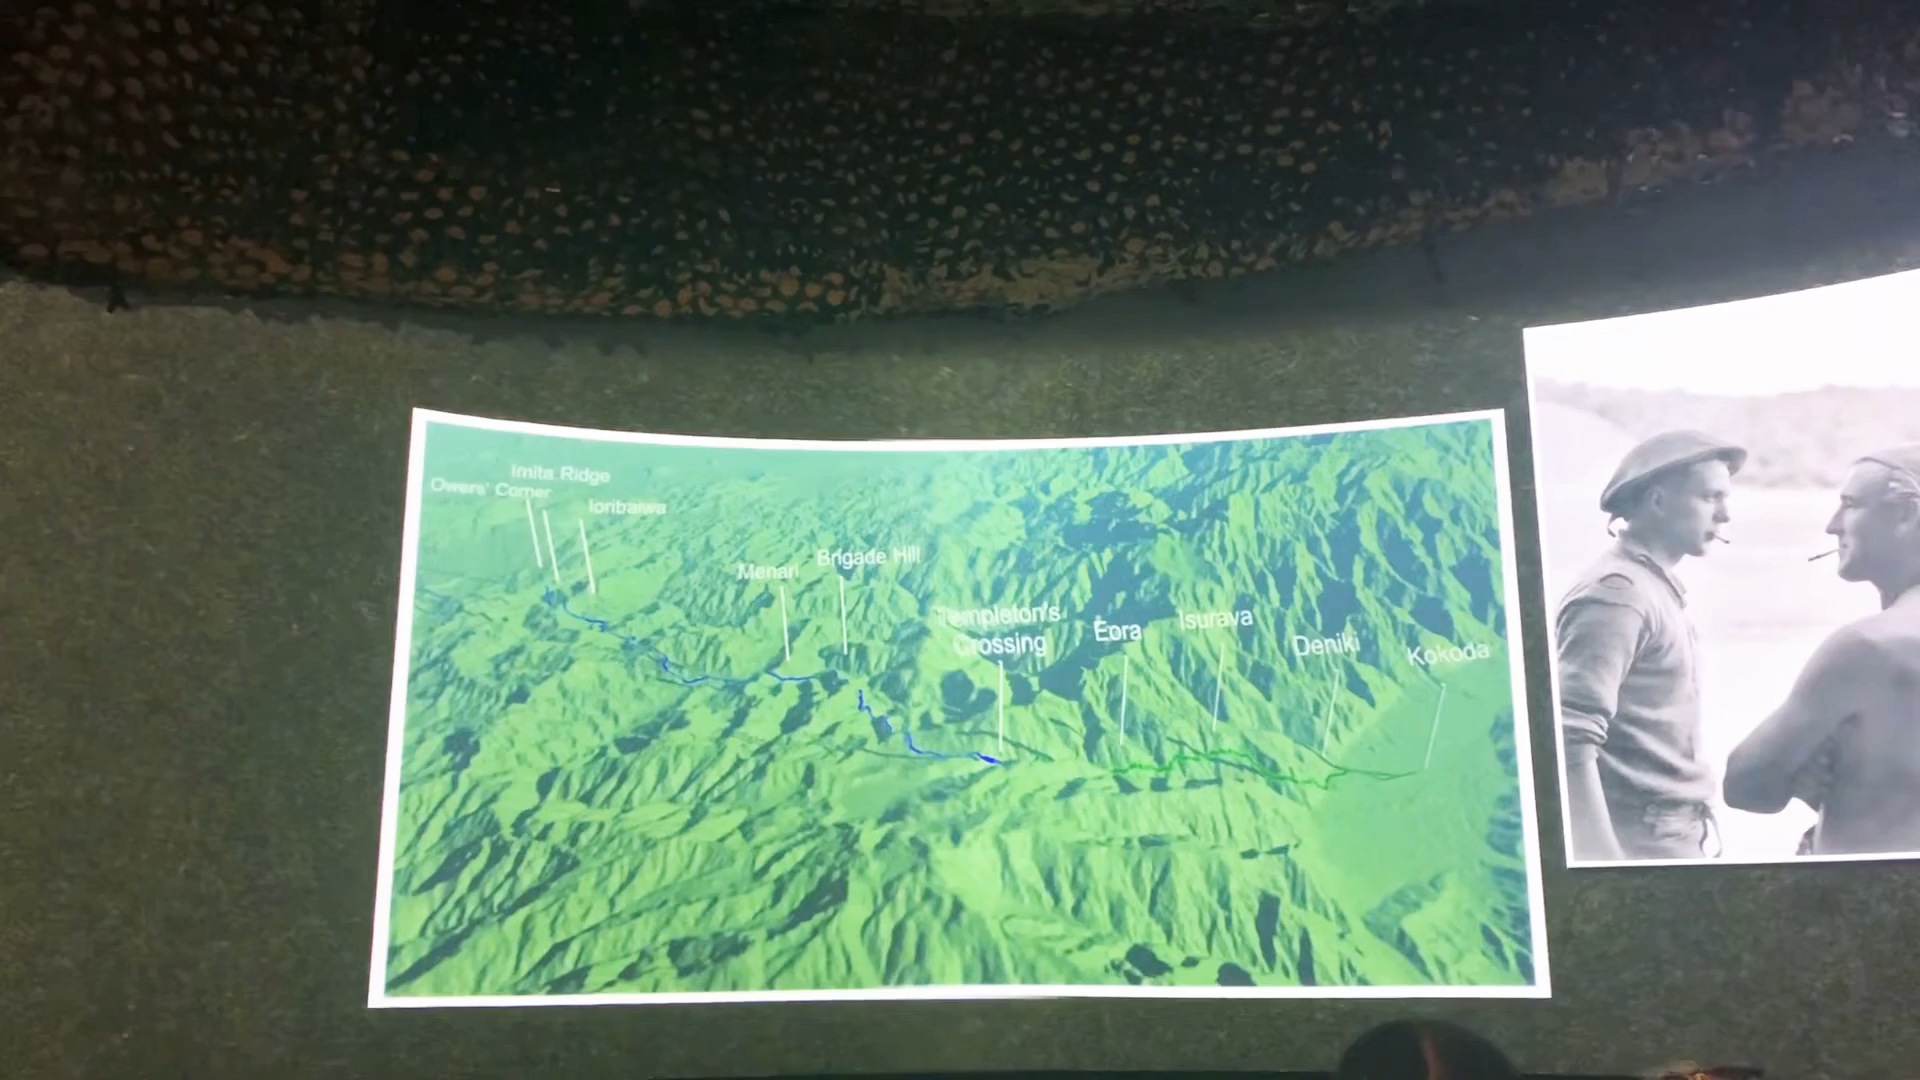 Imita Ridge
Owers' Corner
Ioribaiwa
Menari
Brigade Hill
Templeton's
Crossing
Eora
Isurava
Deniki
Kokoda